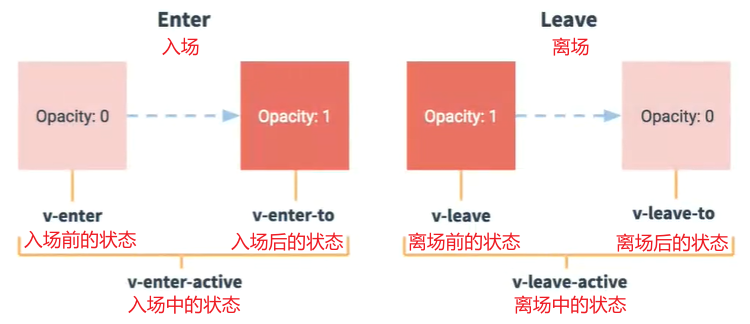 Enter
入场
Opacity: 0
Opacity: 1
v-enter
入场前的状态
v-enter-to
入场后的状态
v-enter-active
入场中的状态
Leave
离场
Opacity: 1
Opacity: 0
v-leave
离场前的状态
v-leave-to
离场后的状态
v-leave-active
离场中的状态